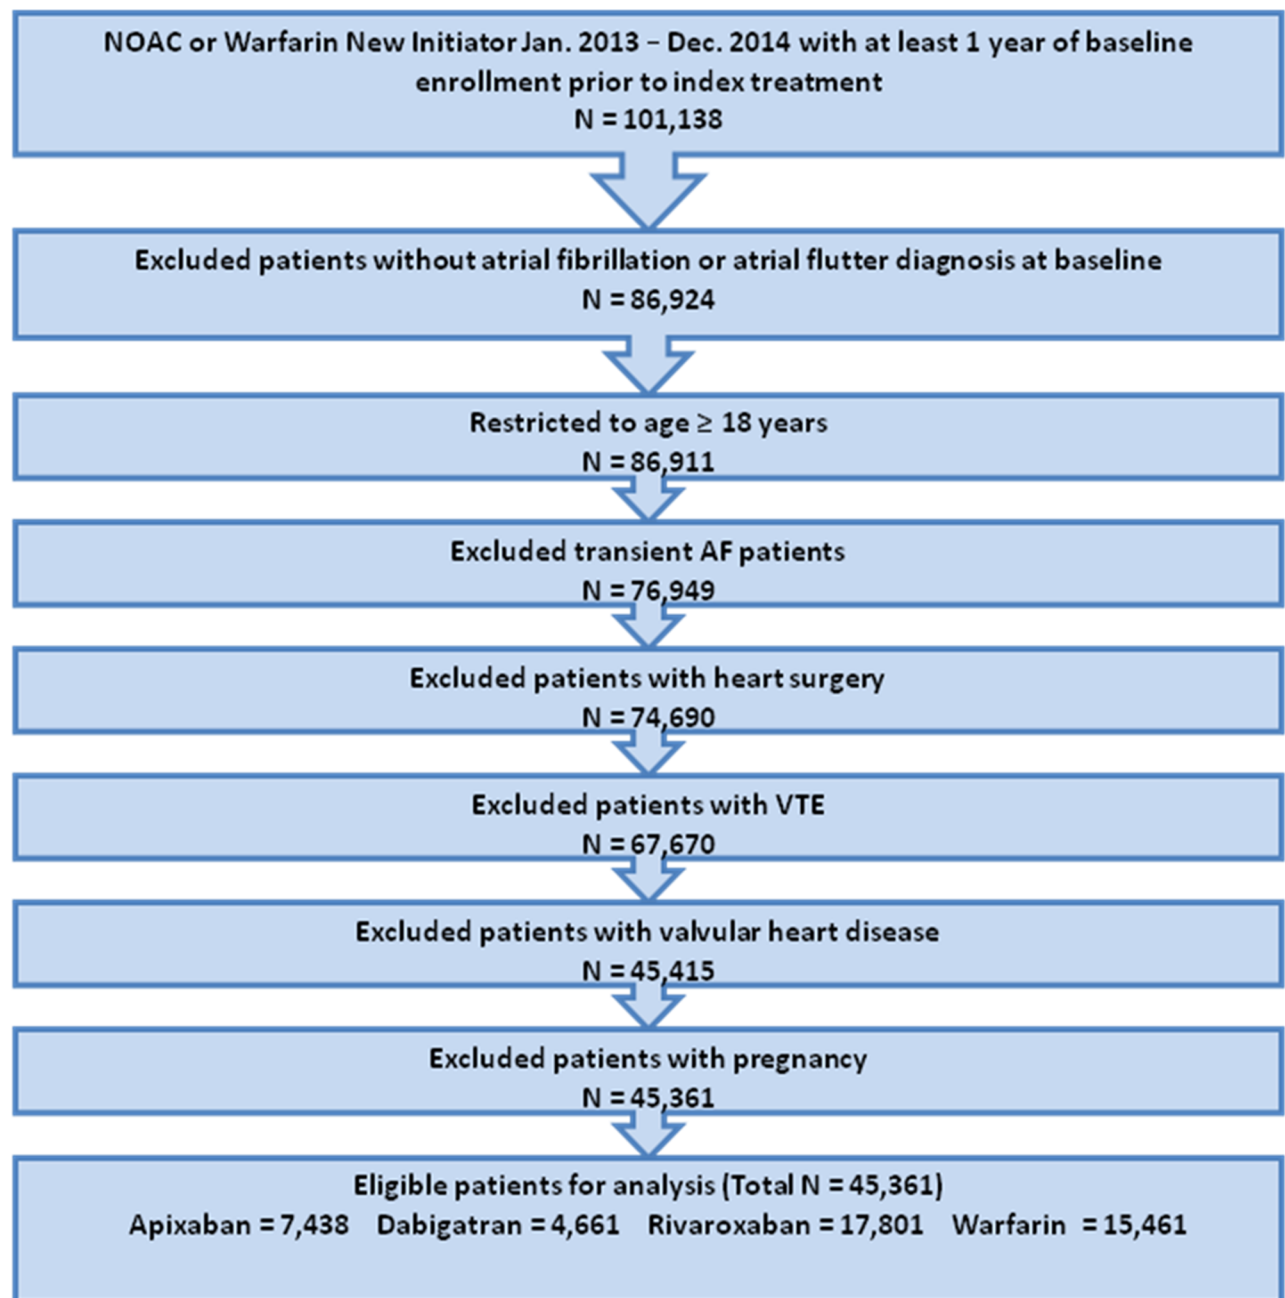 NOAC or Warfarin New Initiator Jan. 2013 – Dec. 2014 with at least 1 year of baseline
enrollment prior to index treatment
N = 101,138
Excluded patients without atrial fibrillation or atrial flutter diagnosis at baseline
N = 86,924
Restricted to age ≥ 18 years
N = 86,911
Excluded transient AF patients
N = 76,949
Excluded patients with heart surgery
N = 74,690
Excluded patients with VTE
N = 67,670
Excluded patients with valvular heart disease
N = 45,415
Excluded patients with pregnancy
N = 45,361
Eligible patients for analysis (Total N = 45,361)
Apixaban = 7,438 Dabigatran = 4,661 Rivaroxaban = 17,801 Warfarin = 15,461